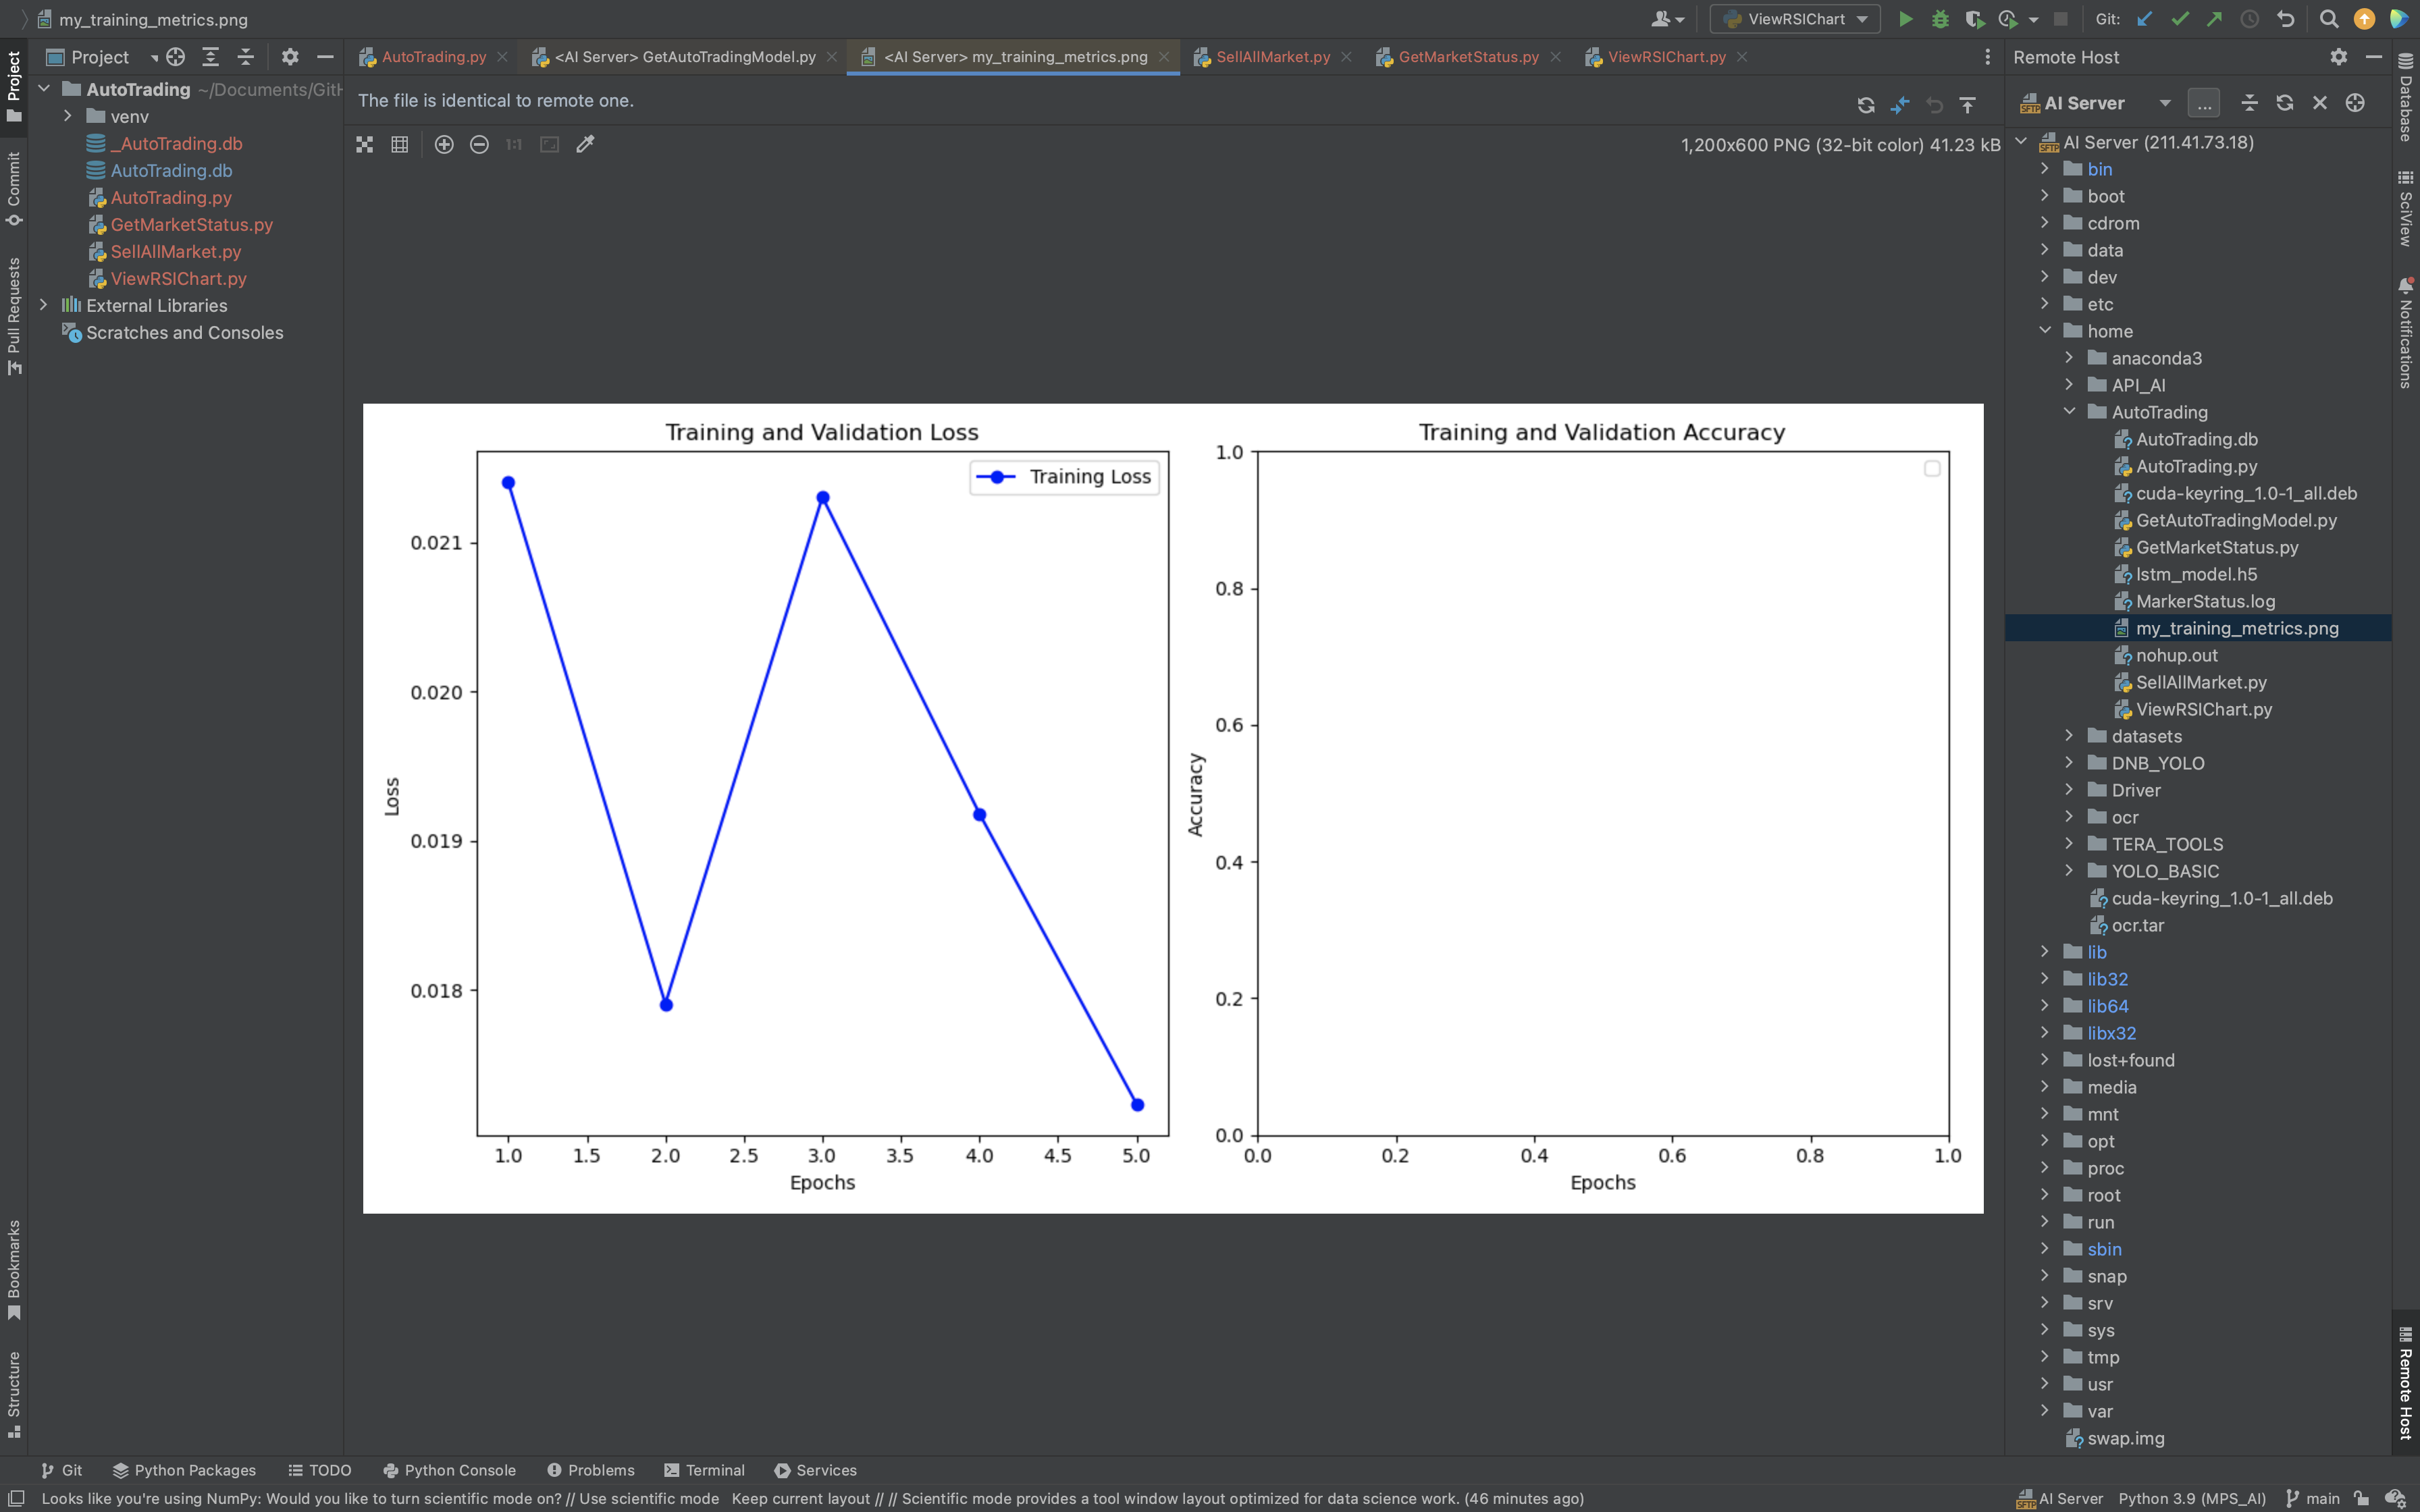 my_training_metrics.png
ViewRSIChart
Git:
Project
~/Documents/GitH
AutoTrading
venv
_AutoTrading.db
AutoTrading.db
AutoTrading.py
GetMarketStatus.py
SellAllMarket.py
ViewRSIChart.py
External Libraries
Scratches and Consoles
Project
Commit
Pull Requests
Bookmarks
Structure
AutoTrading.py
<AI Server> GetAutoTradingModel.py
<AI Server> my_training_metrics.png
SellAllMarket.py
GetMarketStatus.py
ViewRSIChart.py
The file is identical to remote one.
1:1
1,200x600 PNG (32-bit color) 41.23 kB
Training and Validation Loss
Training Loss
0.021
0.020
0.019
0.018
Loss
1.0 1.5 2.0 2.5 3.0 3.5 4.0 4.5 5.0
Epochs
Training and Validation Accuracy
1.0
0.8
0.6
0.4
0.2
0.0
Accuracy
0.0 0.2 0.4 0.6 0.8 1.0
Epochs
Remote Host
AI Server
...
AI Server (211.41.73.18)
bin
boot
cdrom
data
dev
etc
home
anaconda3
API_AI
AutoTrading
AutoTrading.db
AutoTrading.py
cuda-keyring_1.0-1_all.deb
GetAutoTradingModel.py
GetMarketStatus.py
lstm_model.h5
MarkerStatus.log
my_training_metrics.png
nohup.out
SellAllMarket.py
ViewRSIChart.py
datasets
DNB_YOLO
Driver
ocr
TERA_TOOLS
YOLO_BASIC
cuda-keyring_1.0-1_all.deb
ocr.tar
lib
lib32
lib64
libx32
lost+found
media
mnt
opt
proc
root
run
sbin
snap
srv
sys
tmp
usr
var
swap.img
Database
SciView
Notifications
Remote Host
Git
Python Packages
TODO
Python Console
Problems
Terminal
Services
Looks like you're using NumPy: Would you like to turn scientific mode on? // Use scientific mode Keep current layout // // Scientific mode provides a tool window layout optimized for data science work. (46 minutes ago)
AI Server
Python 3.9 (MPS_AI)
main